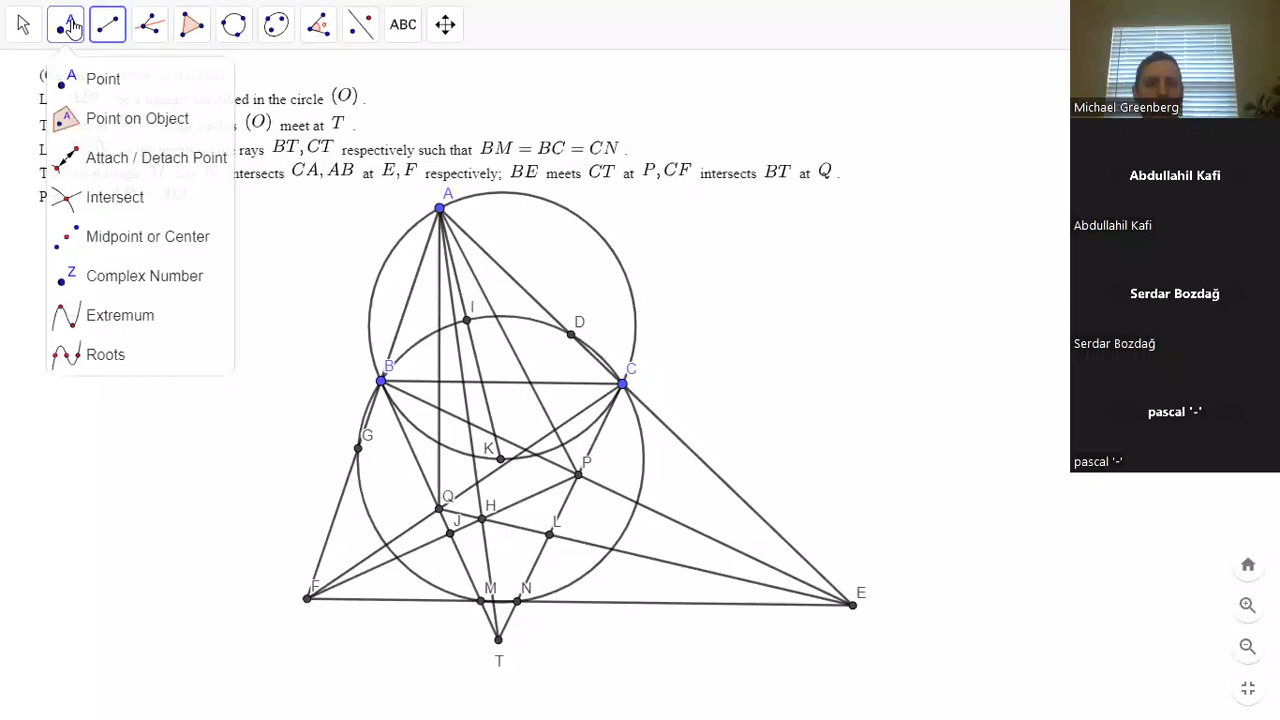 A
ABC
Point
Point on Object
Attach / Detach Point
Intersect
Midpoint or Center
Z Complex Number
Extremum
Roots
in the circle (O) .
(O) meet at T .
rays BT, CT respectively such that BM = BC = CN .
intersects CA, AB at E, F respectively; BE meets CT at P, CF intersects BT at Q .
A
I
D
B
C
G
K
P
Q
H
J
L
F
M
N
E
T
Michael Greenberg
Abdullahil Kafi
Abdullahil Kafi
Serdar Bozdağ
Serdar Bozdağ
pascal '-'
pascal '-'